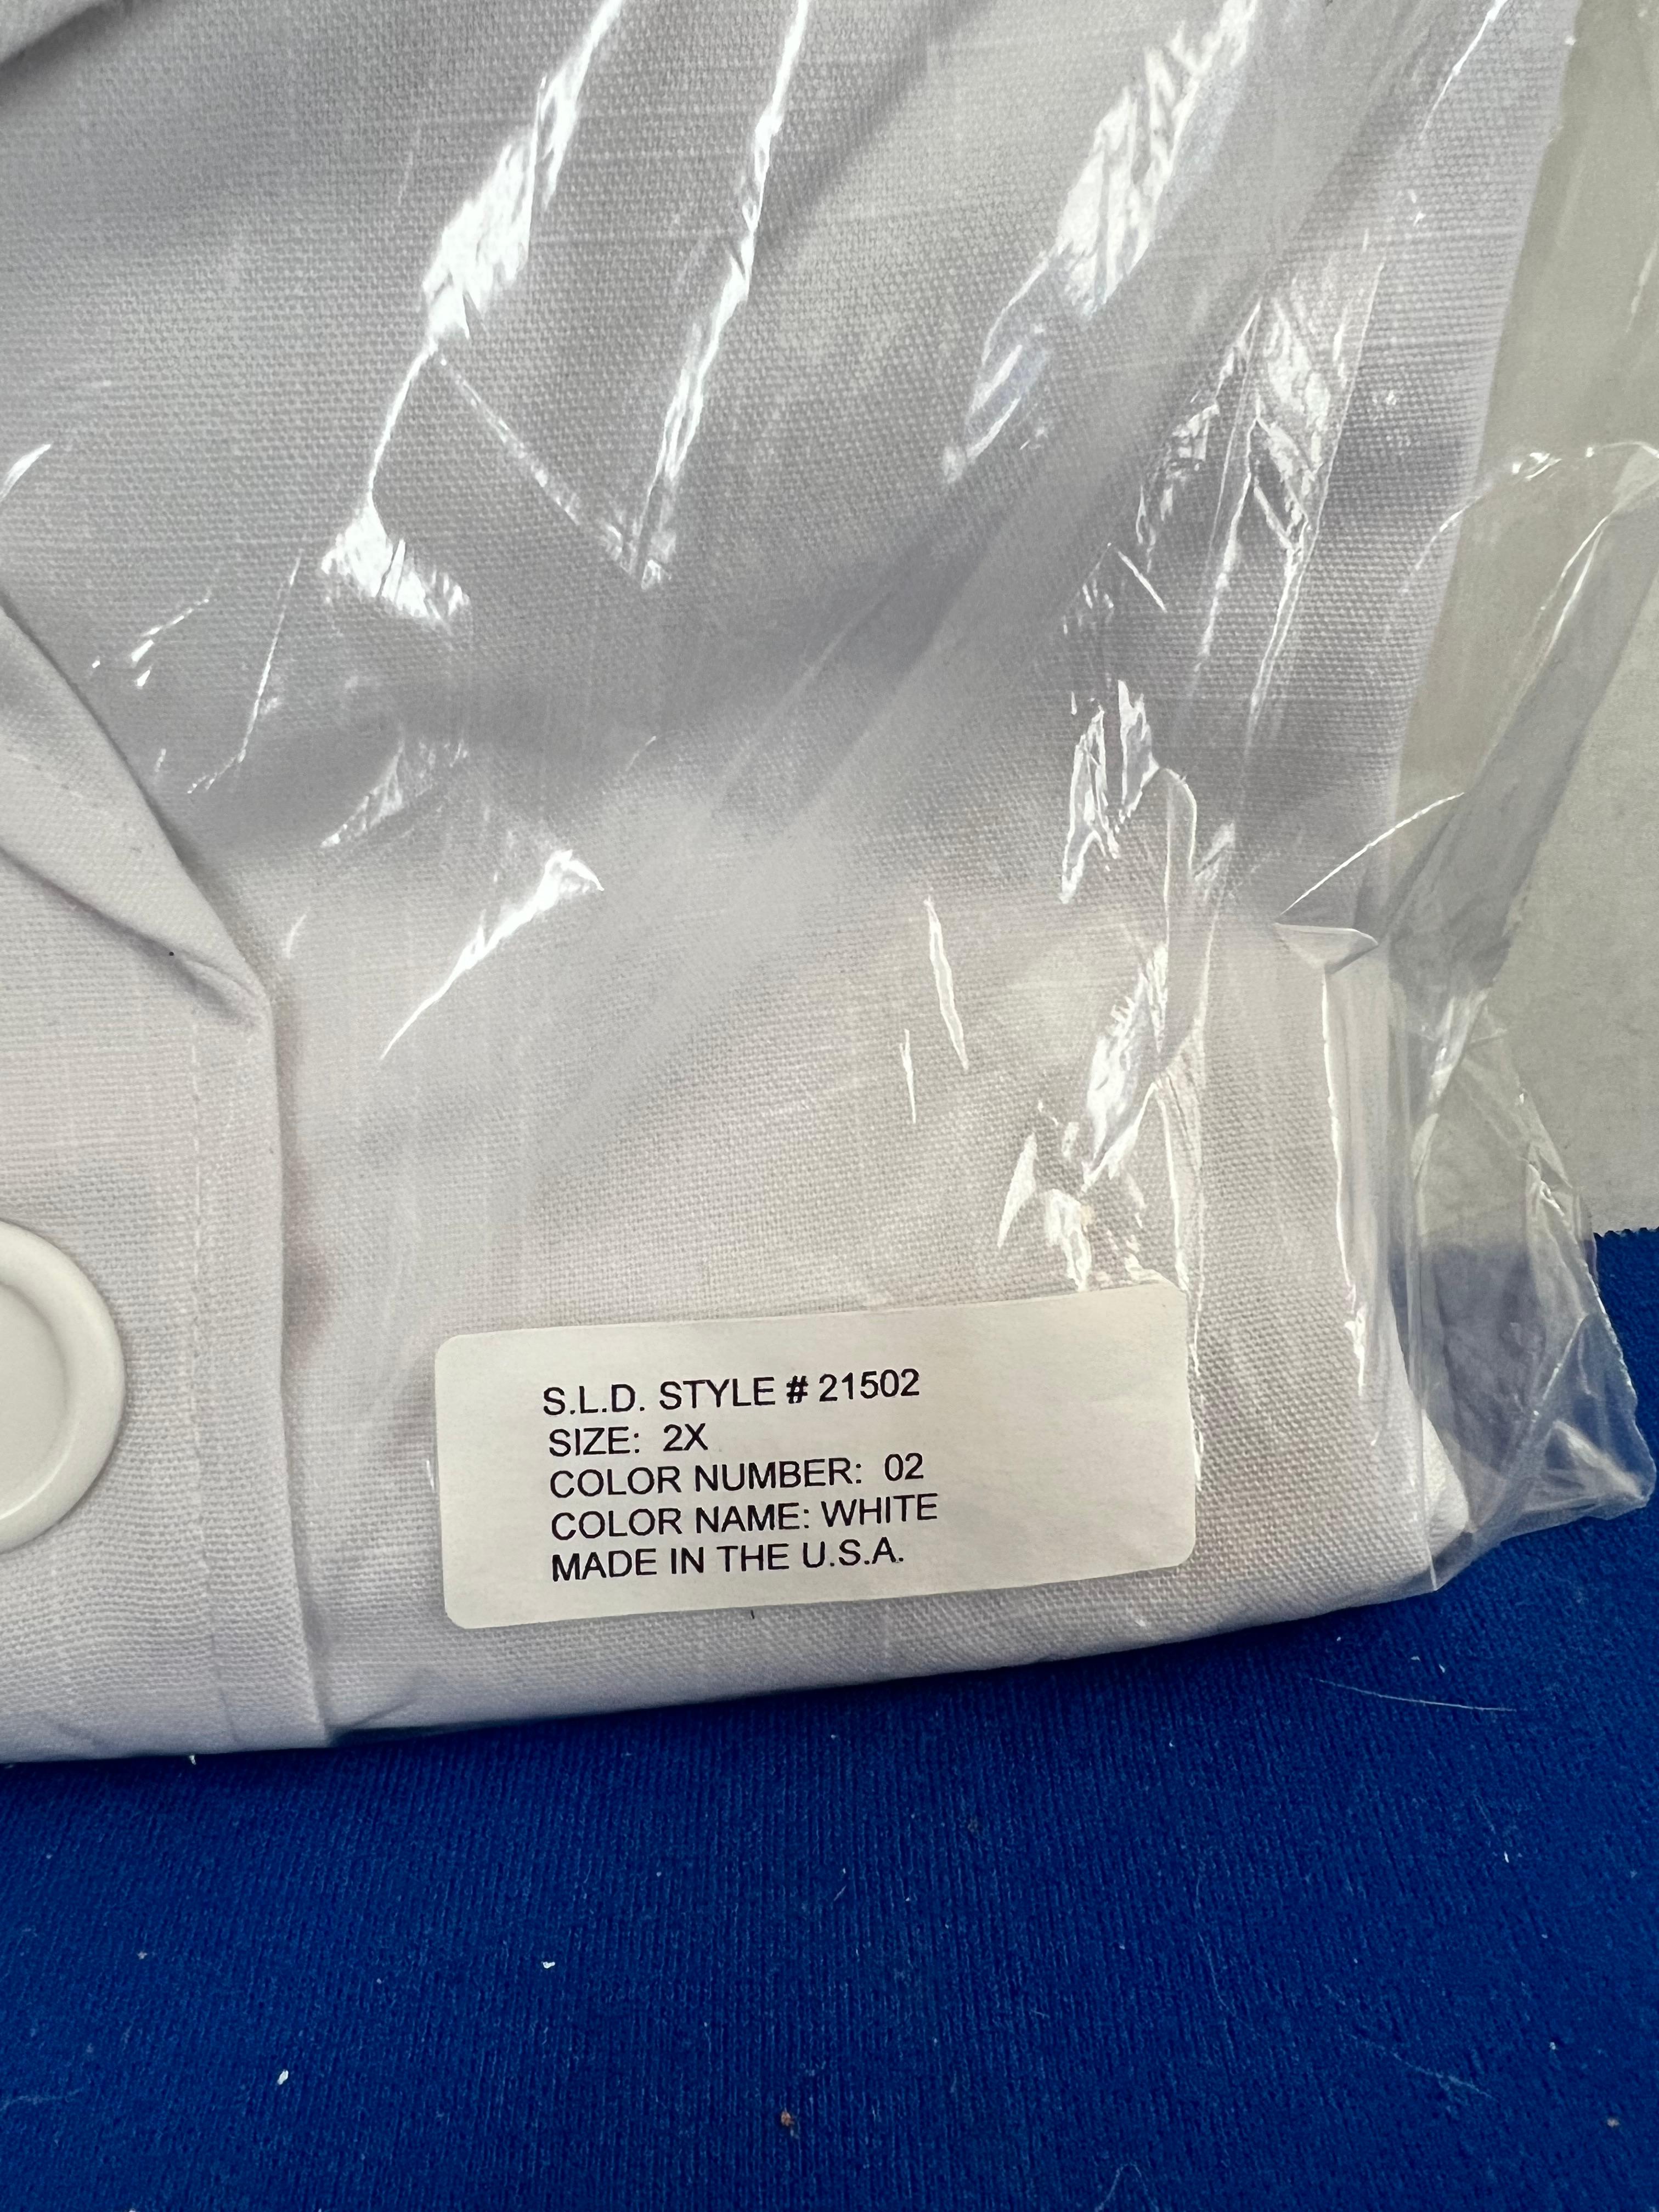 S.L.D. STYLE # 21502
SIZE: 2X
COLOR NUMBER: 02
COLOR NAME: WHITE
MADE IN THE U.S.A.